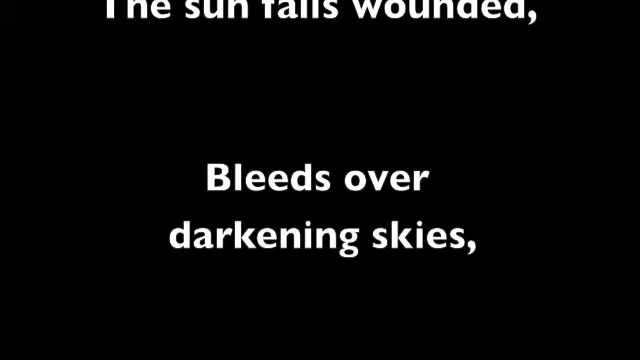 The sun falls wounded,
Bleeds over
darkening skies,